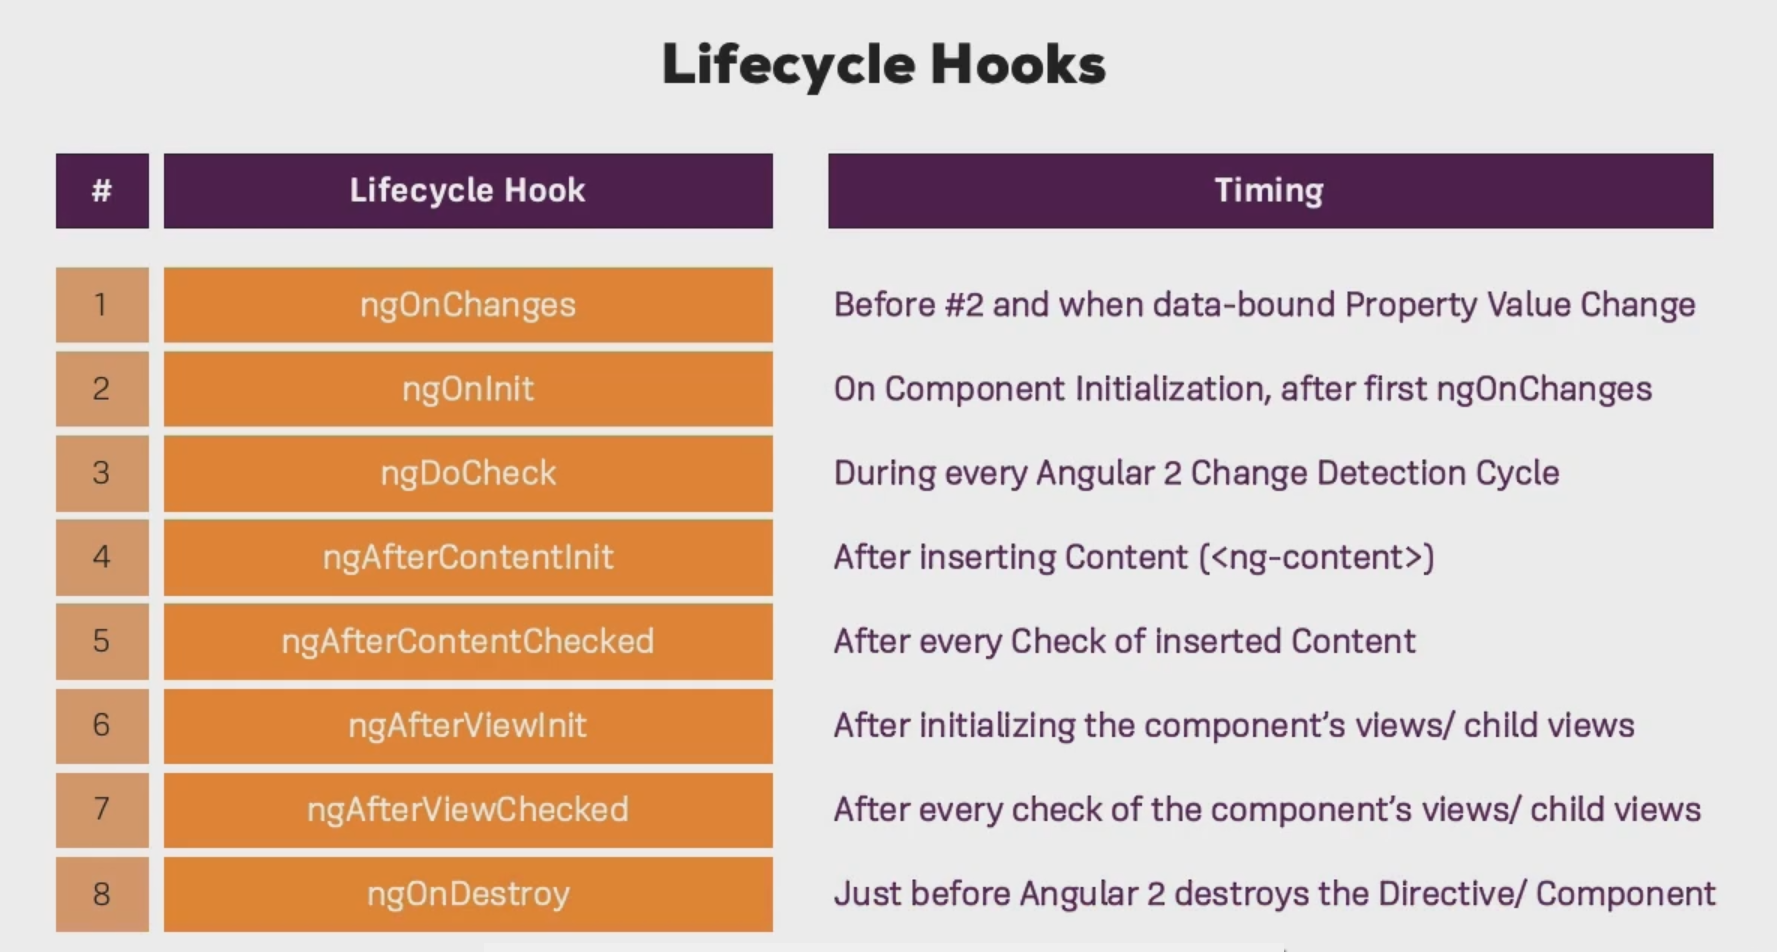 Lifecycle Hooks
# Lifecycle Hook Timing
1 ngOnChanges Before #2 and when data-bound Property Value Change
2 ngOnInit On Component Initialization, after first ngOnChanges
3 ngDoCheck During every Angular 2 Change Detection Cycle
4 ngAfterContentInit After inserting Content (<ng-content>)
5 ngAfterContentChecked After every Check of inserted Content
6 ngAfterViewInit After initializing the component’s views/ child views
7 ngAfterViewChecked After every check of the component’s views/ child views
8 ngOnDestroy Just before Angular 2 destroys the Directive/ Component